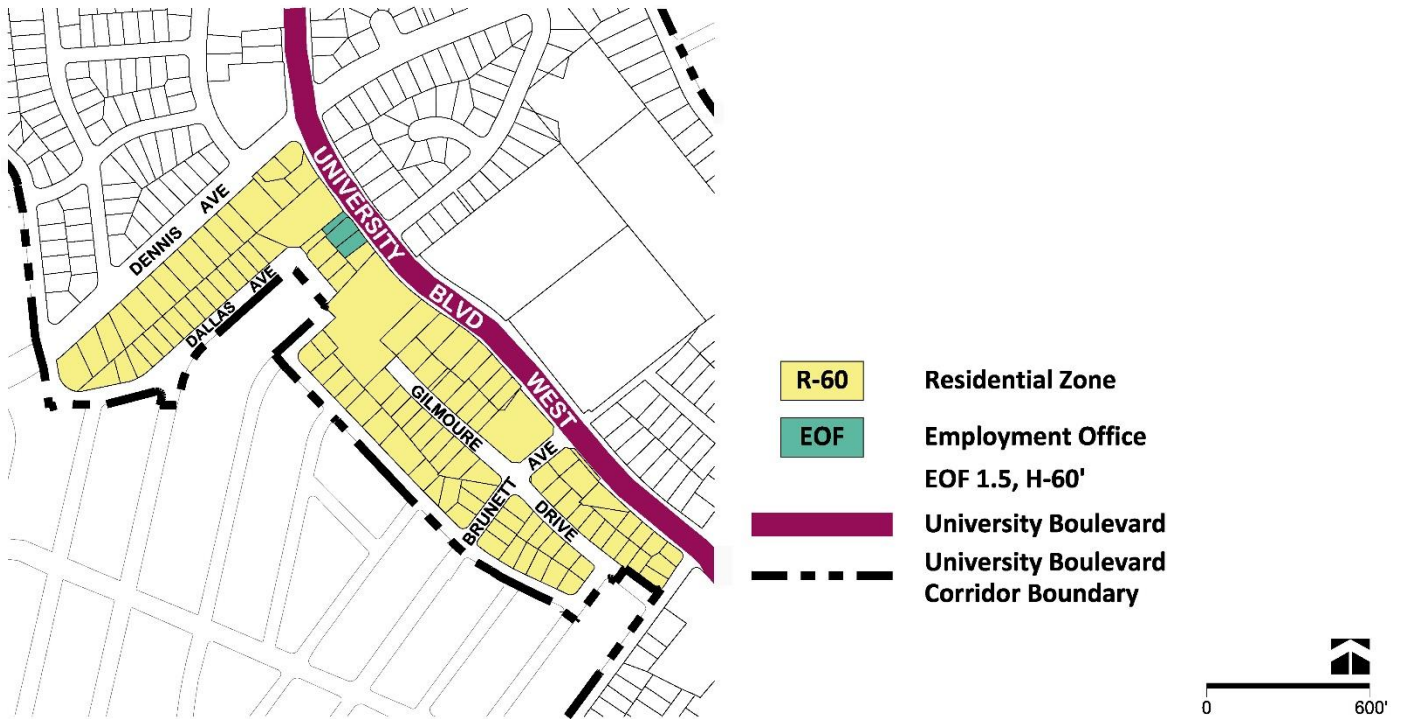 UNIVERSITY BLVD WEST
DENNIS AVE
DALLAS AVE
GILMOURE DRIVE
BRUNETT AVE
R-60 Residential Zone
EOF Employment Office
EOF 1.5, H-60'
University Boulevard
University Boulevard
Corridor Boundary
0 600'